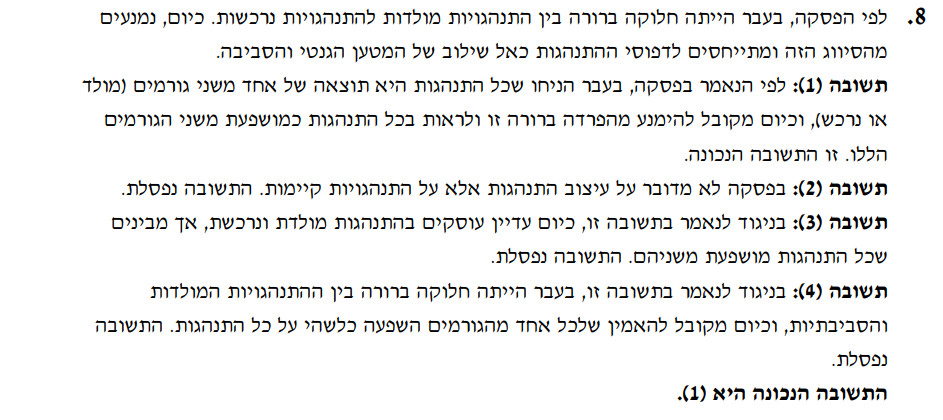 8. לפי הפסקה, בעבר הייתה חלוקה ברורה בין התנהגויות מולדות להתנהגויות נרכשות. כיום, נמנעים
מהסיווג הזה ומתייחסים לדפוסי ההתנהגות כאל שילוב של המטען הגנטי והסביבה.
תשובה (1): לפי הנאמר בפסקה, בעבר הניחו שכל התנהגות היא תוצאה של אחד משני גורמים (מולד
או נרכש), וכיום מקובל להימנע מהפרדה ברורה זו ולראות בכל התנהגות כמושפעת משני הגורמים
הללו. זו התשובה הנכונה.
תשובה (2): בפסקה לא מדובר על עיצוב התנהגות אלא על התנהגויות קיימות. התשובה נפסלת.
תשובה (3): בניגוד לנאמר בתשובה זו, כיום עדיין עוסקים בהתנהגות מולדת ונרכשת, אך מבינים
שכל התנהגות מושפעת משניהם. התשובה נפסלת.
תשובה (4): בניגוד לנאמר בתשובה זו, בעבר הייתה חלוקה ברורה בין ההתנהגויות המולדות
והסביבתיות, וכיום מקובל להאמין שלכל אחד מהגורמים השפעה כלשהי על כל התנהגות. התשובה
נפסלת.
התשובה הנכונה היא (1).